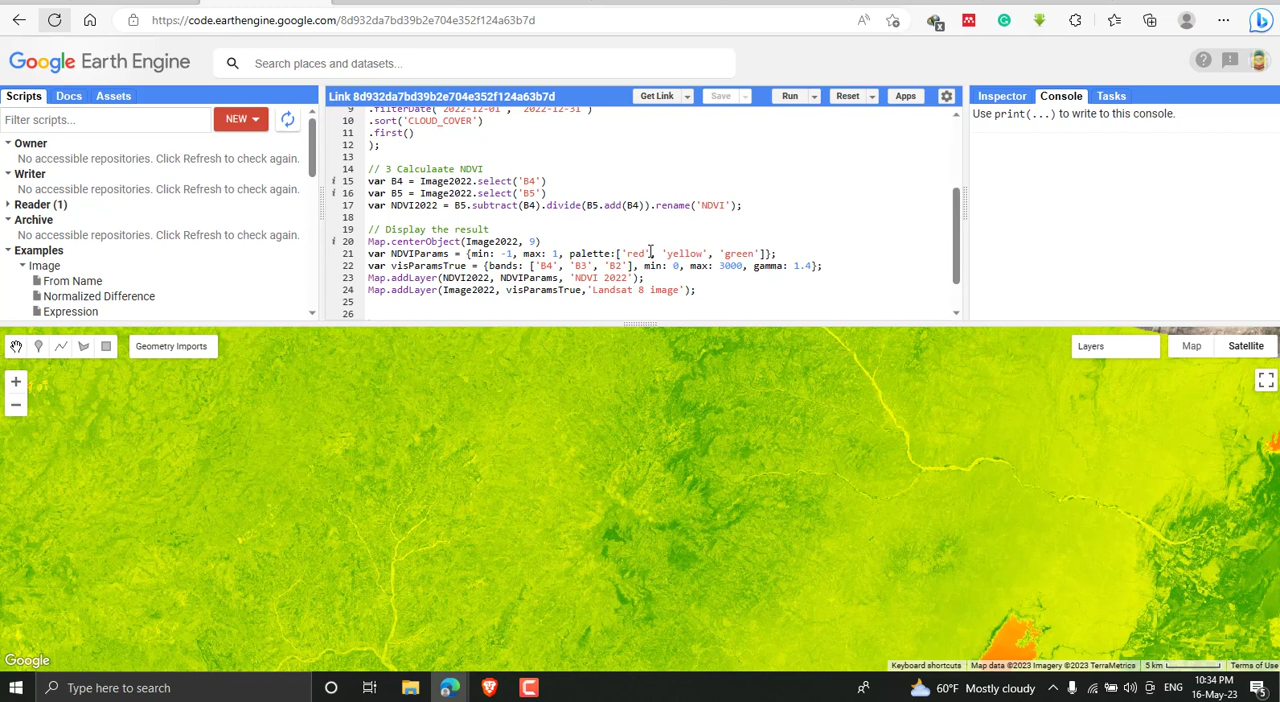 https://code.earthengine.google.com/8d932da7bd39b2e704e352f124a63b7d
Google Earth Engine
Search places and datasets...
Scripts Docs Assets
Filter scripts...
NEW
Owner
No accessible repositories. Click Refresh to check again.
Writer
No accessible repositories. Click Refresh to check again.
Reader (1)
Archive
No accessible repositories. Click Refresh to check again.
Examples
Image
From Name
Normalized Difference
Expression
Link 8d932da7bd39b2e704e352f124a63b7d
Get Link Save Run Reset Apps
9 .filterDate('2022-12-01', '2022-12-31')
10 .sort('CLOUD_COVER')
11 .first()
12 );
13
14 // 3 Calculaate NDVI
i 15 var B4 = Image2022.select('B4')
i 16 var B5 = Image2022.select('B5')
17 var NDVI2022 = B5.subtract(B4).divide(B5.add(B4)).rename('NDVI');
18
19 // Display the result
i 20 Map.centerObject(Image2022, 9)
21 var NDVIParams = {min: -1, max: 1, palette:['red', 'yellow', 'green']};
22 var visParamsTrue = {bands: ['B4', 'B3', 'B2'], min: 0, max: 3000, gamma: 1.4};
23 Map.addLayer(NDVI2022, NDVIParams, 'NDVI 2022');
24 Map.addLayer(Image2022, visParamsTrue,'Landsat 8 image');
25
26
Inspector Console Tasks
Use print(...) to write to this console.
Geometry Imports
Layers
Map Satellite
+
−
Google
Keyboard shortcuts Map data ©2023 Imagery ©2023 TerraMetrics 5 km Terms of Use
Type here to search
60°F Mostly cloudy
ENG
10:34 PM
16-May-23
5